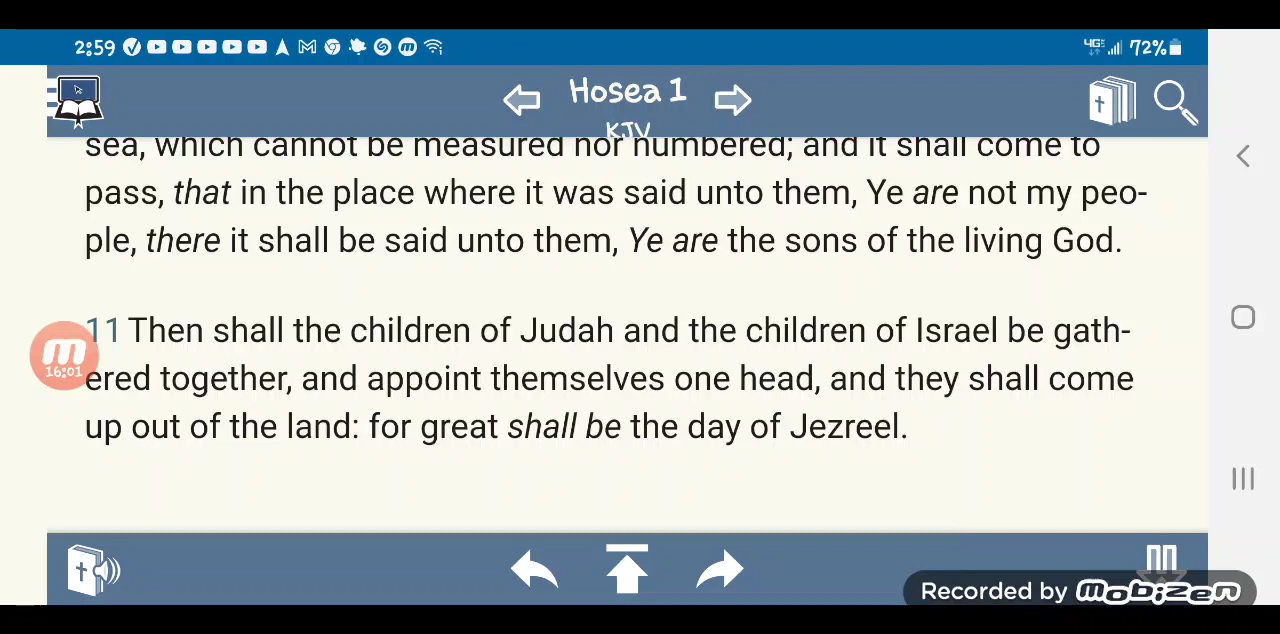 2:59
4GE 72%
Hosea 1
KJV
sea, which cannot be measured nor numbered; and it shall come to
pass, that in the place where it was said unto them, Ye are not my peo-
ple, there it shall be said unto them, Ye are the sons of the living God.
11 Then shall the children of Judah and the children of Israel be gath-
16:01
ered together, and appoint themselves one head, and they shall come
up out of the land: for great shall be the day of Jezreel.
Recorded by mobizen